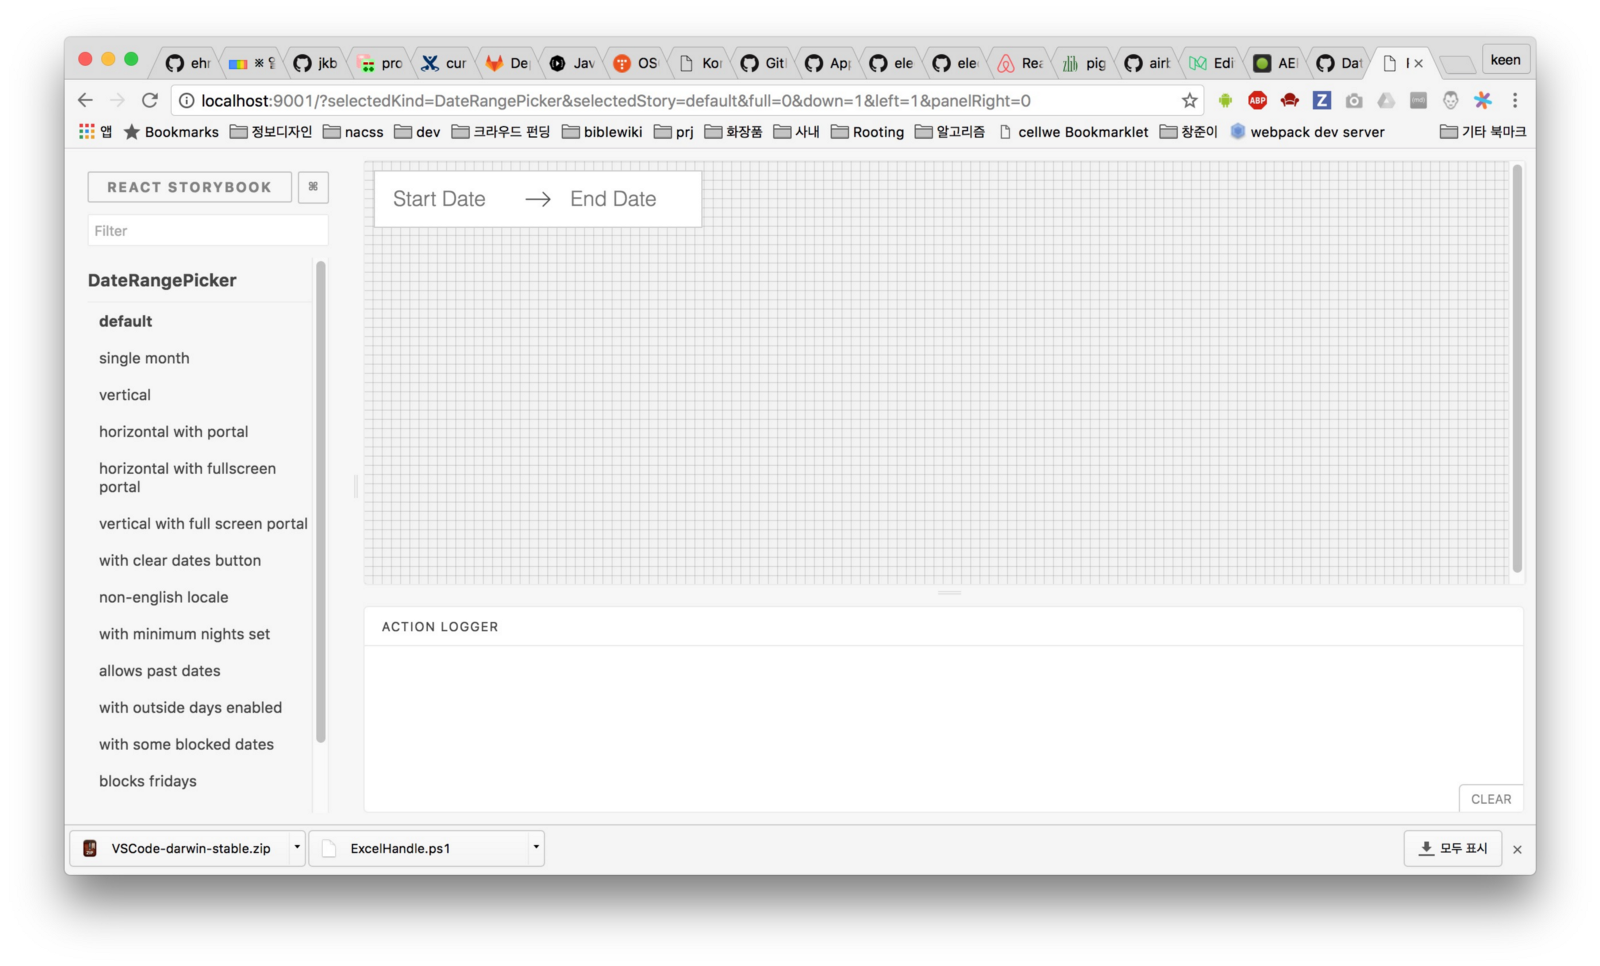 ehr
jkb
pro
cur
De
Jav
OS
Kor
Git
App
ele
ele
Rea
pig
airb
Edi
AE
Dat
keen
localhost:9001/?selectedKind=DateRangePicker&selectedStory=default&full=0&down=1&left=1&panelRight=0
ABP
Z
앱 Bookmarks 정보디자인 nacss dev 크라우드 펀딩 biblewiki prj 화장품 사내 Rooting 알고리즘 cellwe Bookmarklet 창준이 webpack dev server 기타 북마크
REACT STORYBOOK ⌘
Filter
DateRangePicker
default
single month
vertical
horizontal with portal
horizontal with fullscreen
portal
vertical with full screen portal
with clear dates button
non-english locale
with minimum nights set
allows past dates
with outside days enabled
with some blocked dates
blocks fridays
Start Date → End Date
ACTION LOGGER
CLEAR
VSCode-darwin-stable.zip
ExcelHandle.ps1
모두 표시